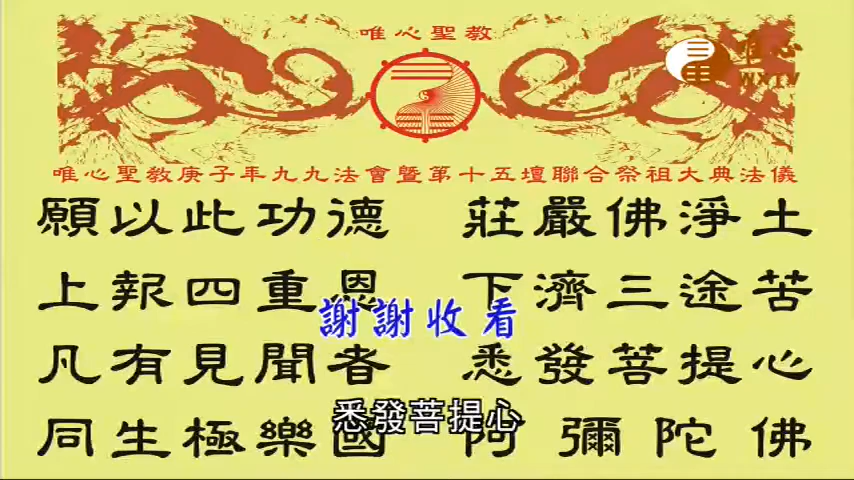 唯心聖教
唯心
WXTV
唯心聖教庚子年九九法會暨第十五壇聯合祭祖大典法儀
願以此功德 莊嚴佛淨土
上報四重恩 下濟三途苦
謝謝收看
凡有見聞者 悉發菩提心
悉發菩提心
同生極樂國 阿彌陀佛